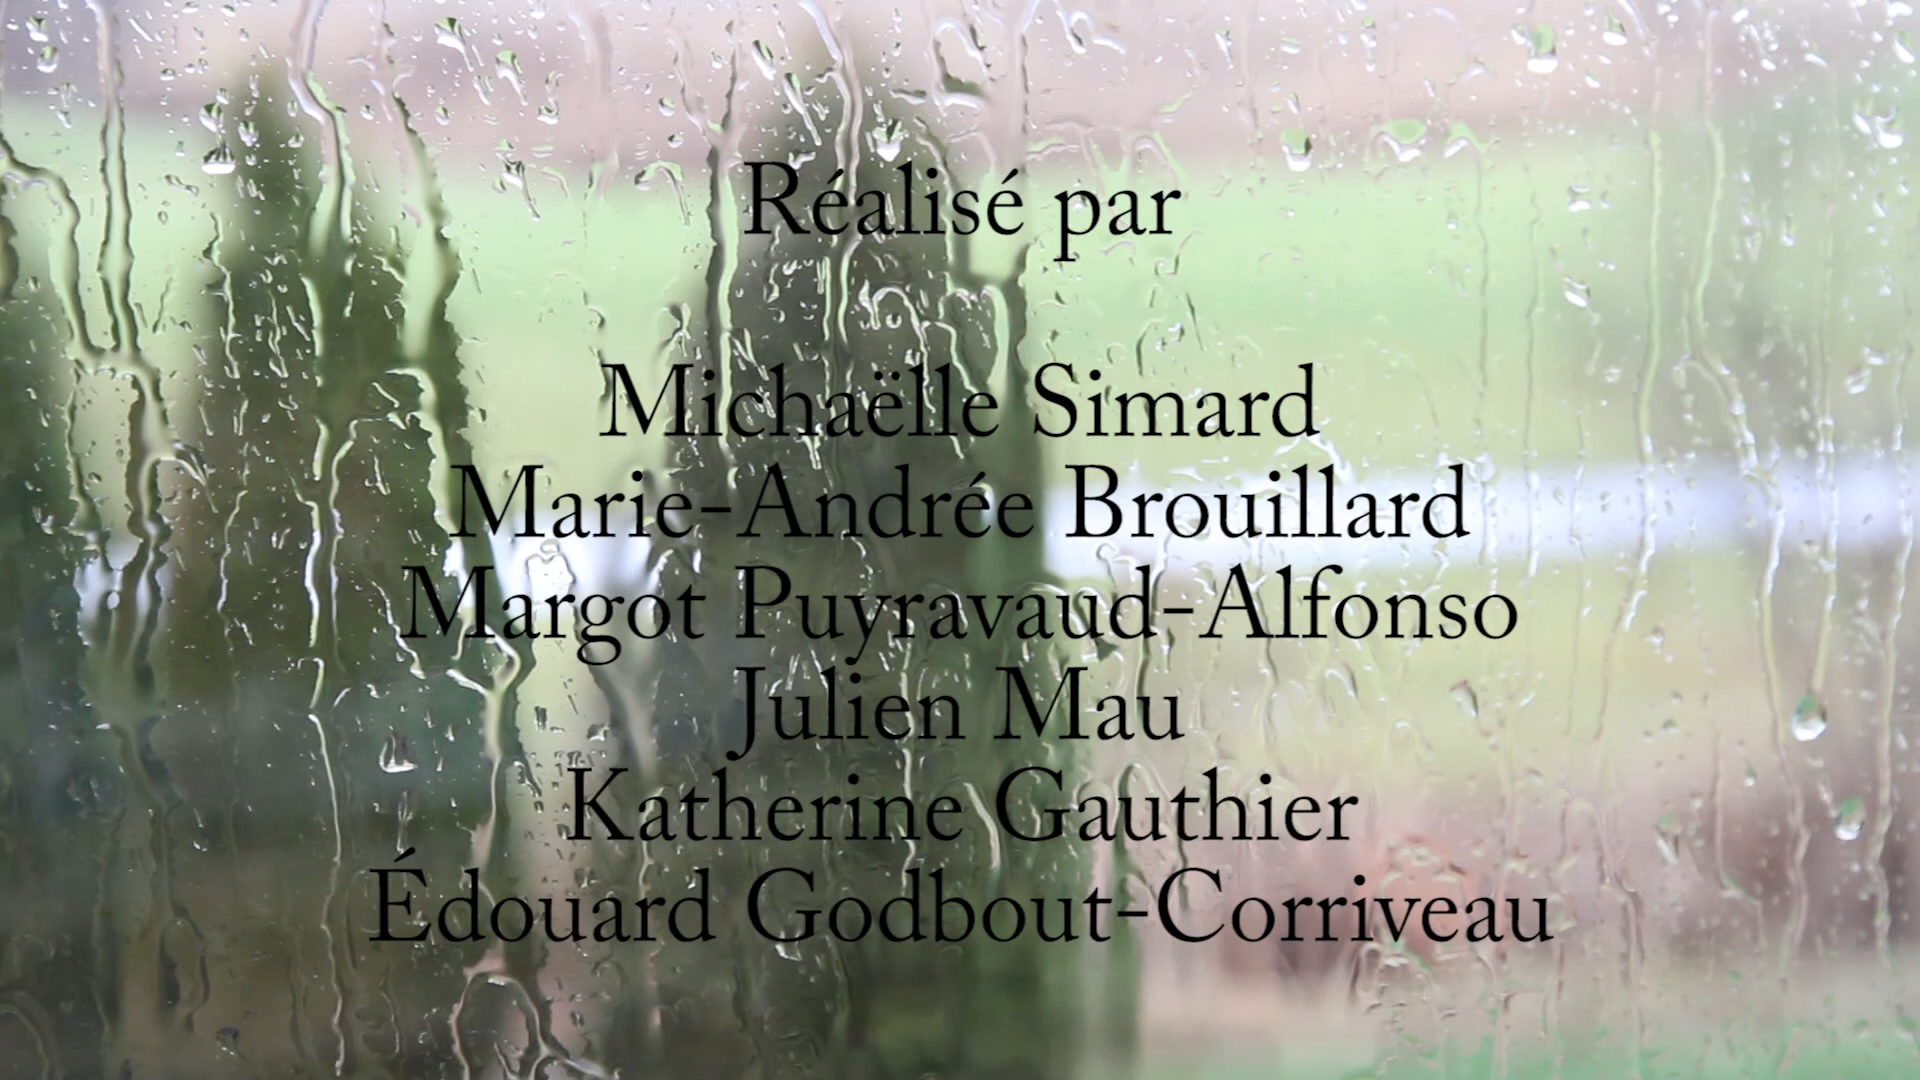 Réalisé par
Michaëlle Simard
Marie-Andrée Brouillard
Margot Puyravaud-Alfonso
Julien Mau
Katherine Gauthier
Édouard Godbout-Corriveau